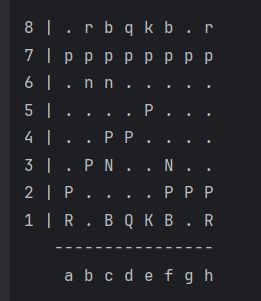 8 | . r b q k b . r
7 | p p p p p p p p
6 | . n n . . . . .
5 | . . . . P . . .
4 | . . P P . . . .
3 | . P N . . N . .
2 | P . . . . P P P
1 | R . B Q K B . R
----------------
a b c d e f g h